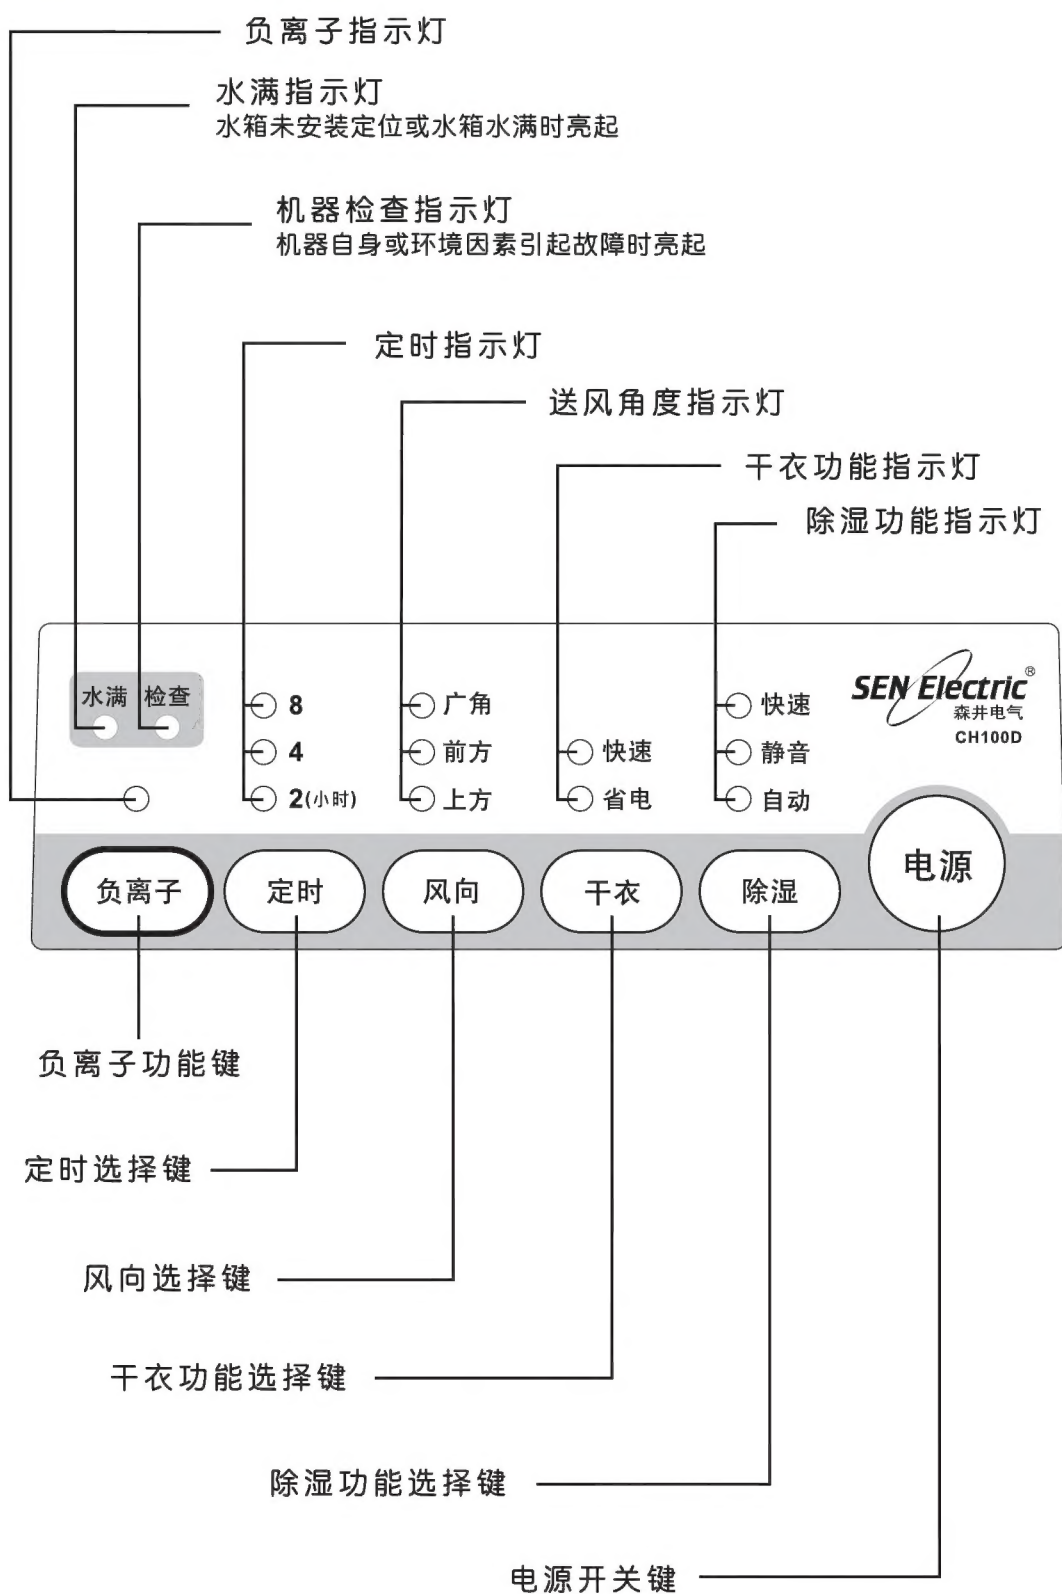 负离子指示灯
水满指示灯
水箱未安装定位或水箱水满时亮起
机器检查指示灯
机器自身或环境因素引起故障时亮起
定时指示灯
送风角度指示灯
干衣功能指示灯
除湿功能指示灯
水满 检查
8
4
2(小时)
广角
前方
上方
快速
省电
快速
静音
自动
SEN Electric®
森井电气
CH100D
负离子
定时
风向
干衣
除湿
电源
负离子功能键
定时选择键
风向选择键
干衣功能选择键
除湿功能选择键
电源开关键